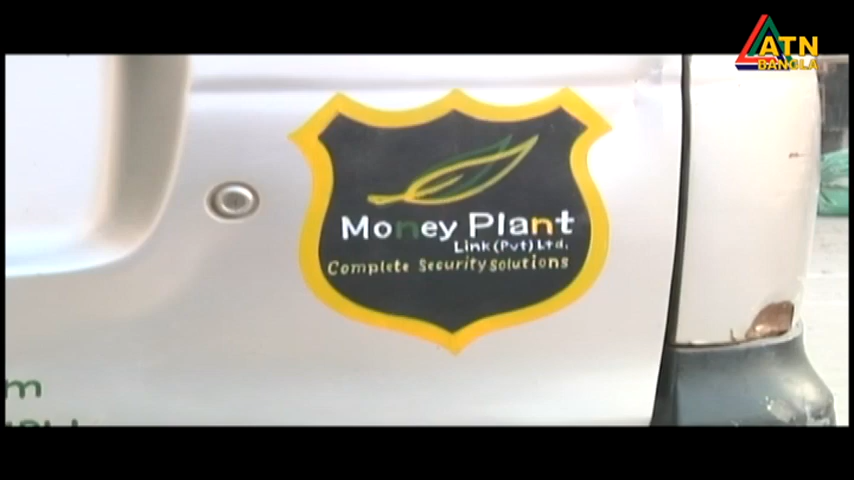 ATN
BANGLA
Money Plant
Link (Pvt) Ltd.
Complete Security Solutions
m